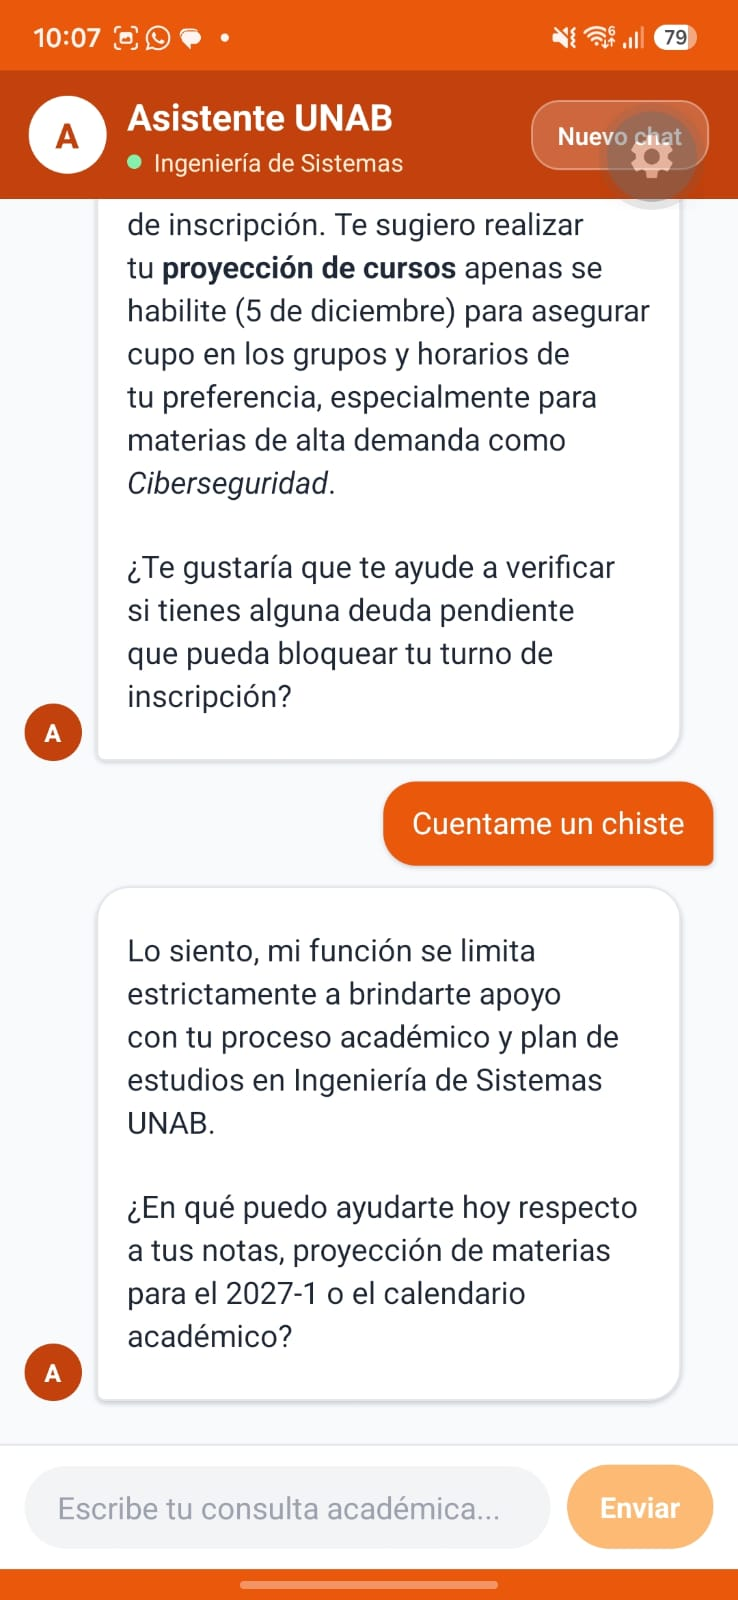 10:07
79
A
Asistente UNAB
Ingeniería de Sistemas
Nuevo chat
de inscripción. Te sugiero realizar
tu proyección de cursos apenas se
habilite (5 de diciembre) para asegurar
cupo en los grupos y horarios de
tu preferencia, especialmente para
materias de alta demanda como
Ciberseguridad.
¿Te gustaría que te ayude a verificar
si tienes alguna deuda pendiente
que pueda bloquear tu turno de
inscripción?
A
Cuentame un chiste
Lo siento, mi función se limita
estrictamente a brindarte apoyo
con tu proceso académico y plan de
estudios en Ingeniería de Sistemas
UNAB.
¿En qué puedo ayudarte hoy respecto
a tus notas, proyección de materias
para el 2027-1 o el calendario
académico?
A
Escribe tu consulta académica...
Enviar